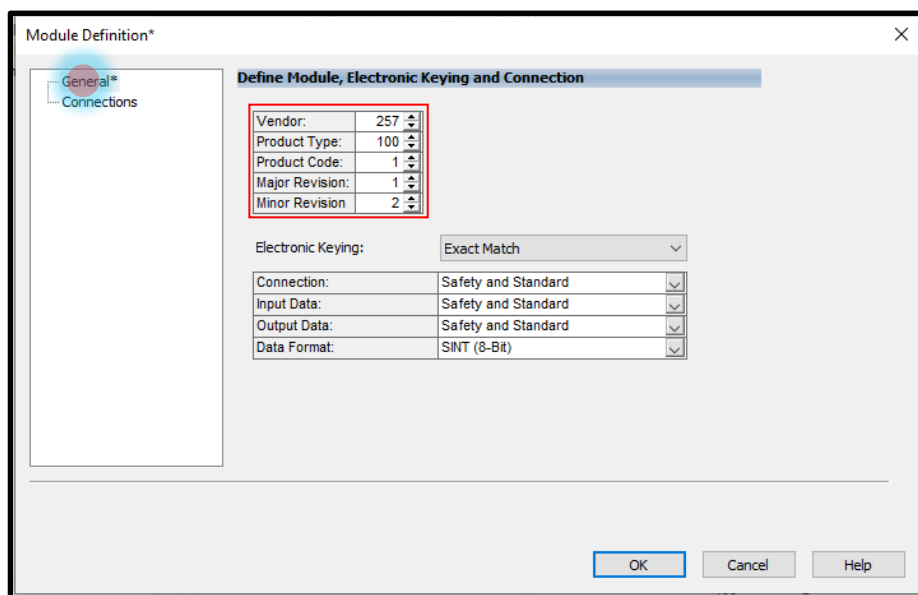 Module Definition*
General*
Connections
Define Module, Electronic Keying and Connection
Vendor: 257
Product Type: 100
Product Code: 1
Major Revision: 1
Minor Revision 2
Electronic Keying: Exact Match
Connection: Safety and Standard
Input Data: Safety and Standard
Output Data: Safety and Standard
Data Format: SINT (8-Bit)
OK Cancel Help